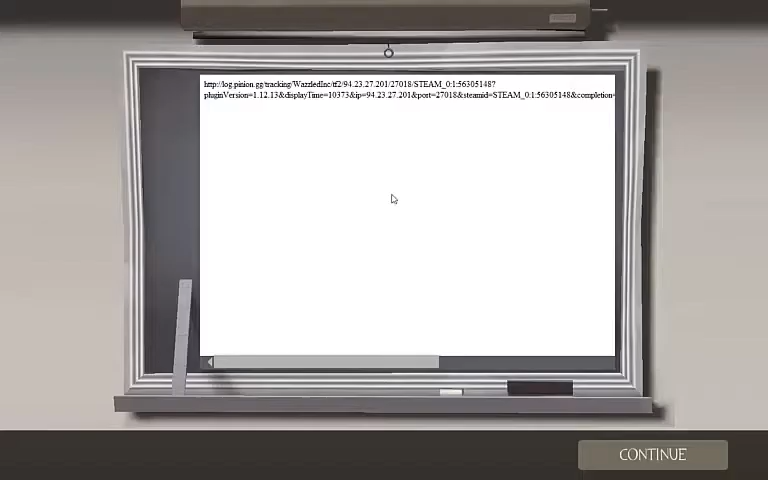 http://log.pinion.gg/tracking/WazzledInc/tf2/94.23.27.201/27018/STEAM_0:1:56305148?
pluginVersion=1.12.13&displayTime=10373&ip=94.23.27.201&port=27018&steamid=STEAM_0:1:56305148&completion=
CONTINUE